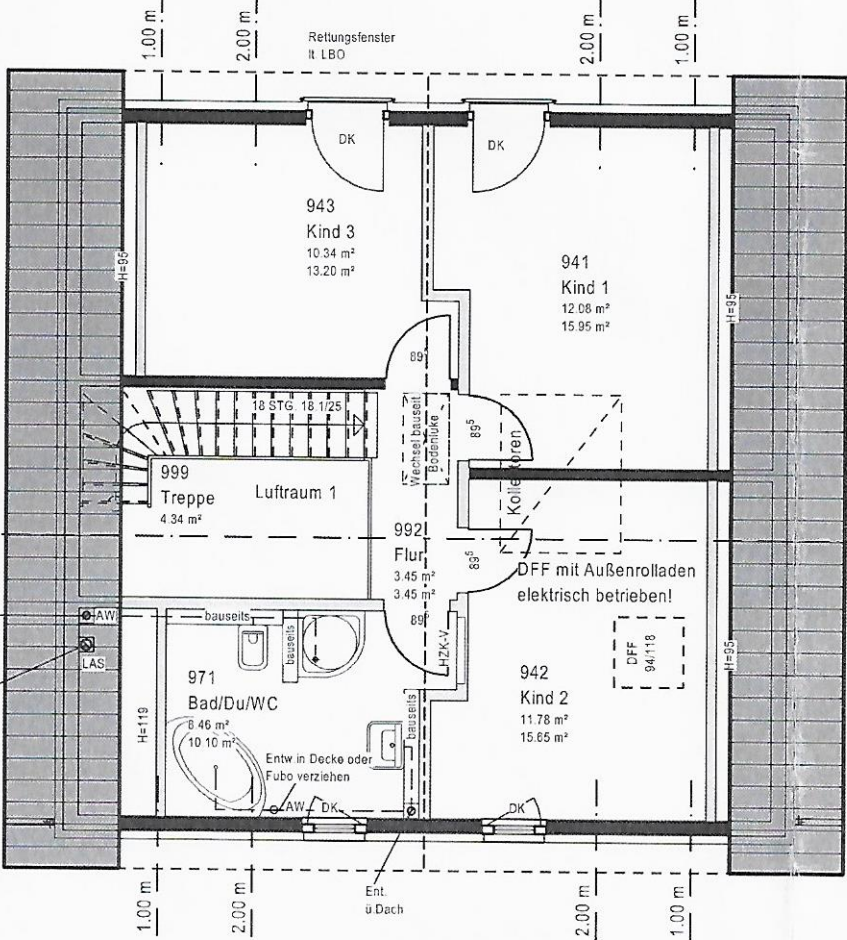 1.00 m
2.00 m
2.00 m
1.00 m
Rettungsfenster
lt. LBO
DK
DK
943
Kind 3
10.34 m²
13.20 m²
941
Kind 1
12.08 m²
15.95 m²
H=95
H=95
89⁵
18 STG. 18.1/25
Wechsel bauseit
Bodenluke
89⁵
Kollektoren
999
Treppe
4.34 m²
Luftraum 1
992
Flur
3.45 m²
3.45 m²
89⁵
DFF mit Außenrolladen
elektrisch betrieben!
AW
bauseits
89⁵
LAS
bauseits
HZK-V
DFF
94/118
H=95
971
Bad/Du/WC
8.46 m²
10.10 m²
H=119
942
Kind 2
11.78 m²
15.65 m²
bauseits
Entw.in Decke oder
Fubo verziehen
AW
DK
DK
Ent.
ü.Dach
1.00 m
2.00 m
2.00 m
1.00 m